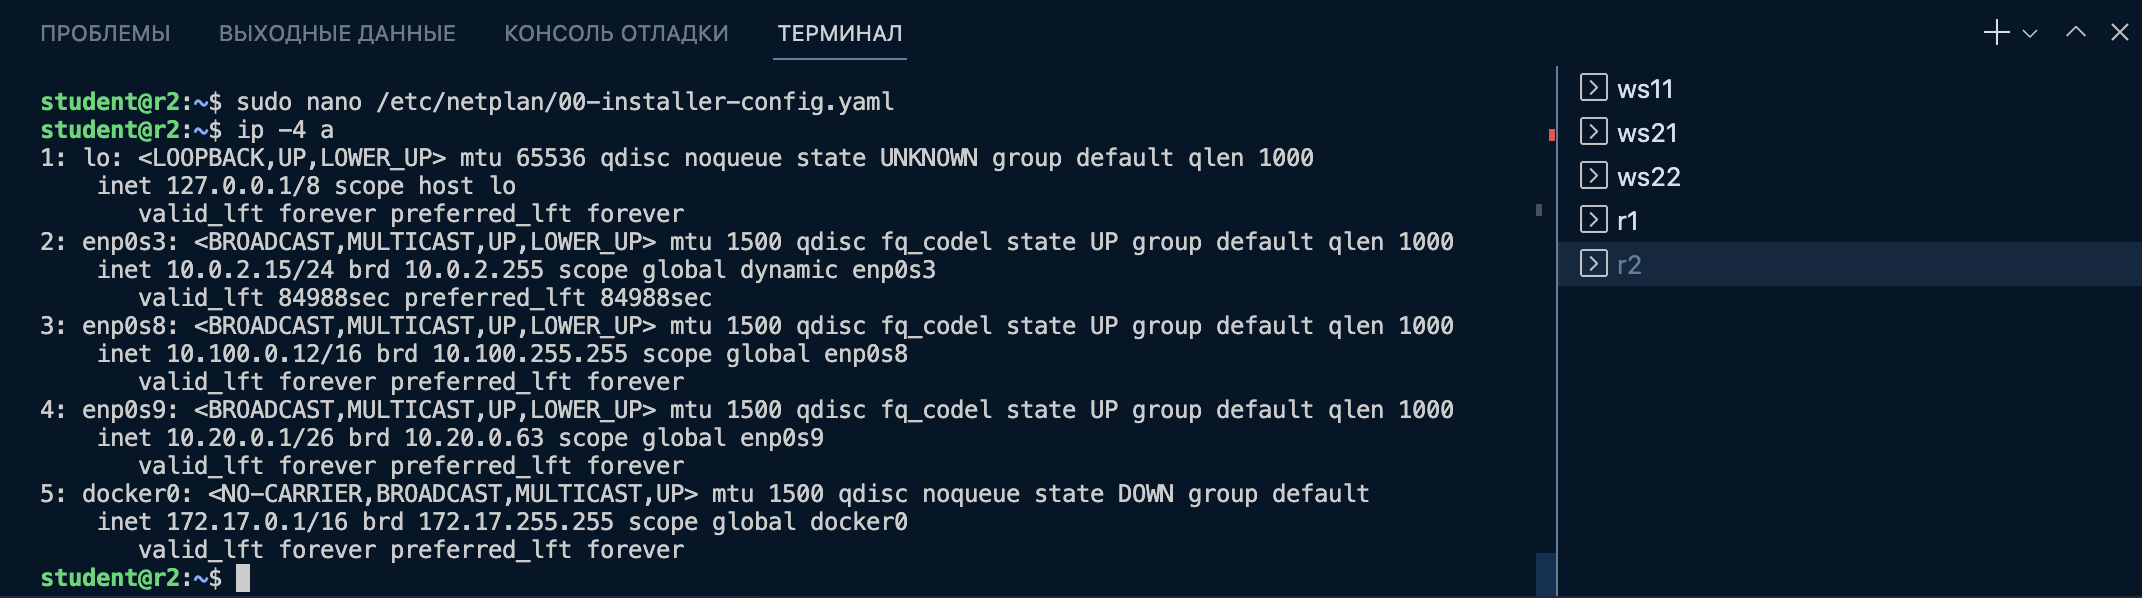 ПРОБЛЕМЫ ВЫХОДНЫЕ ДАННЫЕ КОНСОЛЬ ОТЛАДКИ ТЕРМИНАЛ
student@r2:~$ sudo nano /etc/netplan/00-installer-config.yaml
student@r2:~$ ip -4 a
1: lo: <LOOPBACK,UP,LOWER_UP> mtu 65536 qdisc noqueue state UNKNOWN group default qlen 1000
    inet 127.0.0.1/8 scope host lo
       valid_lft forever preferred_lft forever
2: enp0s3: <BROADCAST,MULTICAST,UP,LOWER_UP> mtu 1500 qdisc fq_codel state UP group default qlen 1000
    inet 10.0.2.15/24 brd 10.0.2.255 scope global dynamic enp0s3
       valid_lft 84988sec preferred_lft 84988sec
3: enp0s8: <BROADCAST,MULTICAST,UP,LOWER_UP> mtu 1500 qdisc fq_codel state UP group default qlen 1000
    inet 10.100.0.12/16 brd 10.100.255.255 scope global enp0s8
       valid_lft forever preferred_lft forever
4: enp0s9: <BROADCAST,MULTICAST,UP,LOWER_UP> mtu 1500 qdisc fq_codel state UP group default qlen 1000
    inet 10.20.0.1/26 brd 10.20.0.63 scope global enp0s9
       valid_lft forever preferred_lft forever
5: docker0: <NO-CARRIER,BROADCAST,MULTICAST,UP> mtu 1500 qdisc noqueue state DOWN group default
    inet 172.17.0.1/16 brd 172.17.255.255 scope global docker0
       valid_lft forever preferred_lft forever
student@r2:~$
ws11
ws21
ws22
r1
r2